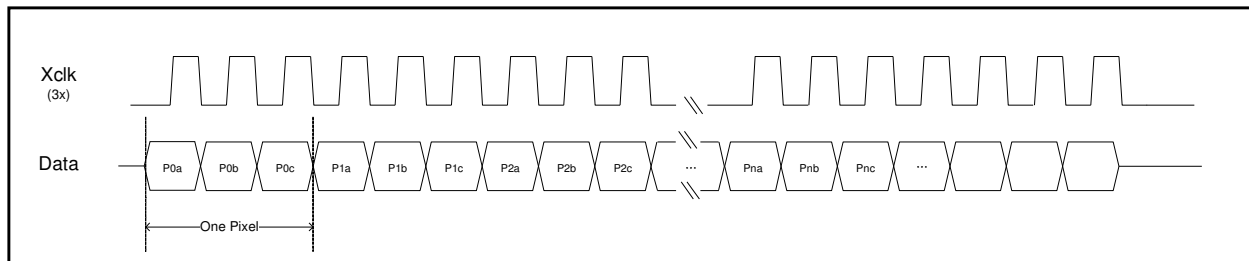 Xclk
(3x)
Data
P0a P0b P0c P1a P1b P1c P2a P2b P2c ... Pna Pnb Pnc ...
One Pixel